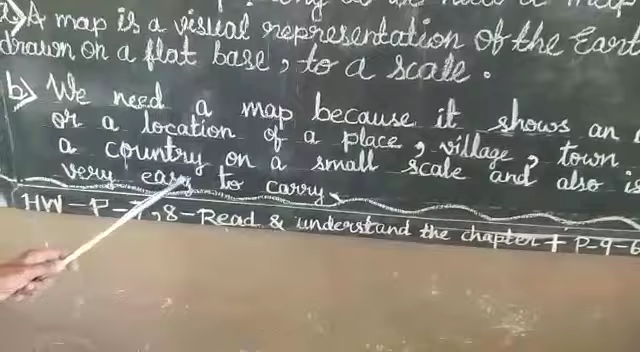 a) A map is a visual representation of the Eart
drawn on a flat base, to a scale.
b) We need a map because it shows an
or a location of a place, village, town
a country on a small scale and also is
very easy to carry
HW - P - 7, 8 - Read & understand the chapter + P-9-6